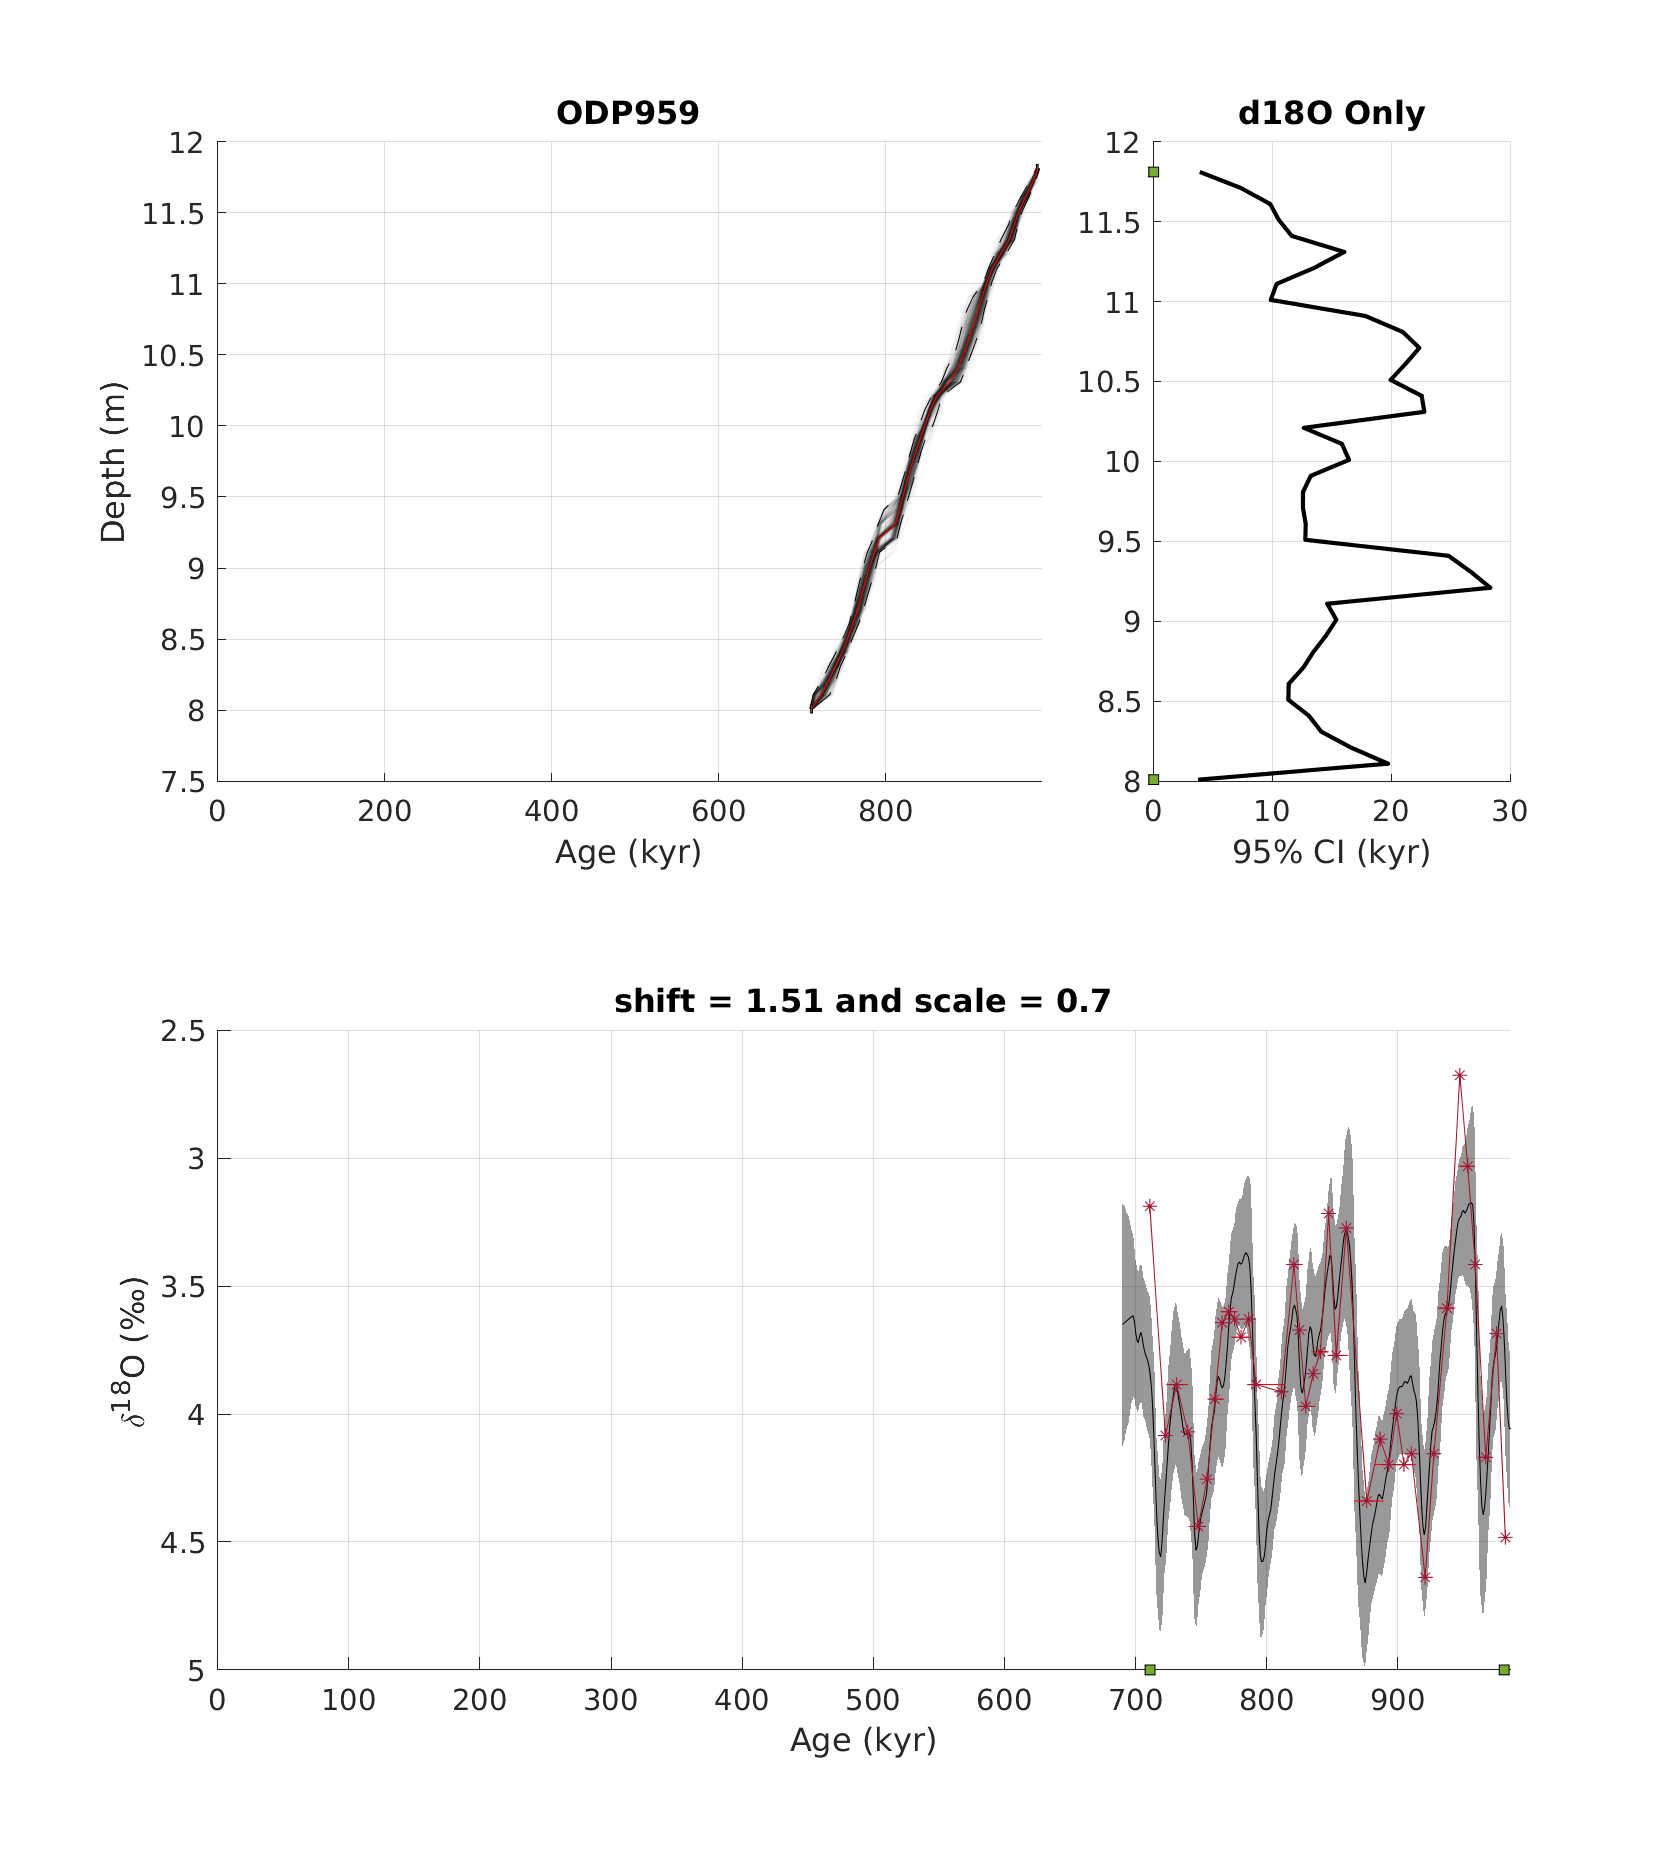 ODP959
12
11.5
11
10.5
10
9.5
9
8.5
8
7.5
0 200 400 600 800
Age (kyr)
Depth (m)
d18O Only
12
11.5
11
10.5
10
9.5
9
8.5
8
0 10 20 30
95% CI (kyr)
shift = 1.51 and scale = 0.7
2.5
3
3.5
4
4.5
5
0 100 200 300 400 500 600 700 800 900
Age (kyr)
δ¹⁸O (‰)